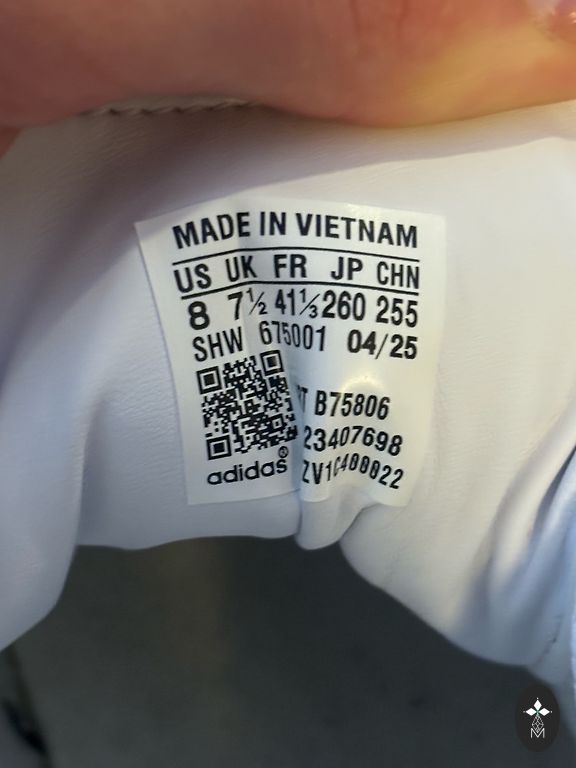 MADE IN VIETNAM
US UK FR JP CHN
8 7½ 41⅓ 260 255
SHW 675001 04/25
B75806
23407698
adidas®
M